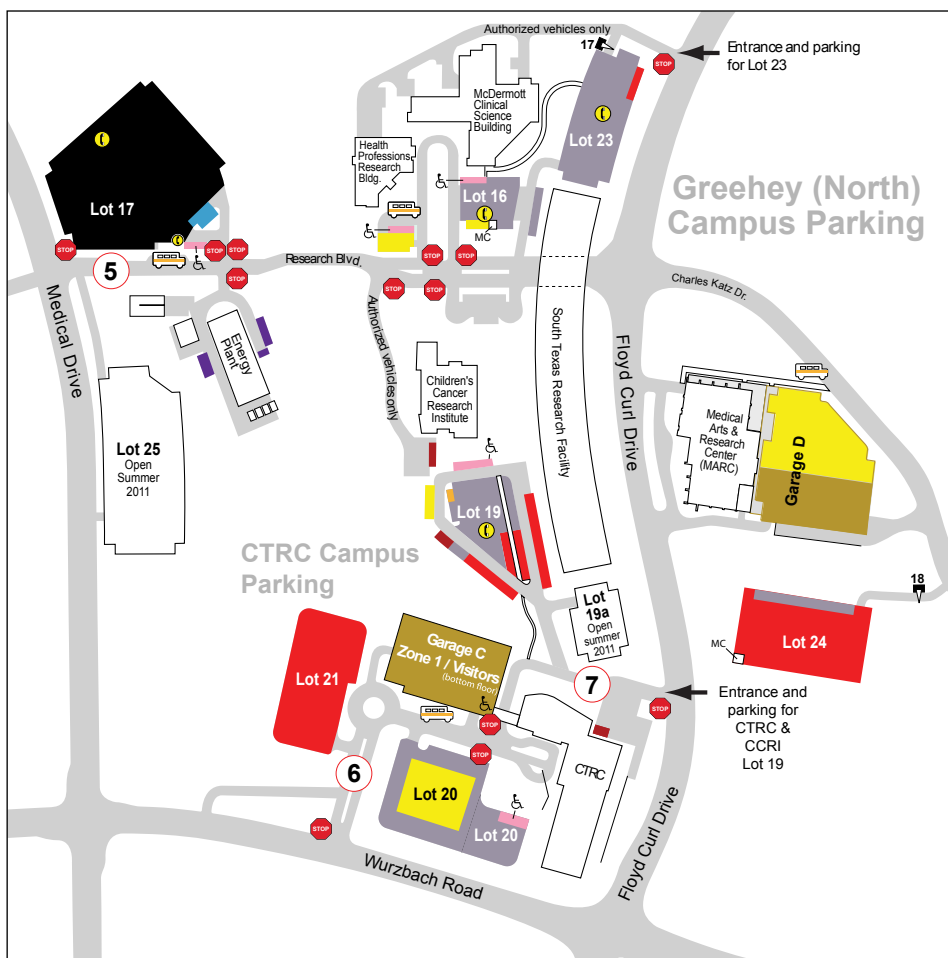 Authorized vehicles only
17
STOP
Entrance and parking
for Lot 23
McDermott
Clinical
Science
Building
Lot 23
Health
Professions
Research
Bldg.
Lot 16
MC
Lot 17
Greehey (North)
Campus Parking
STOP
STOP
STOP
STOP
STOP
STOP
STOP
STOP
5
Research Blvd.
Charles Katz Dr.
Medical Drive
Energy
Plant
Authorized vehicles only
South Texas Research Facility
Floyd Curl Drive
Children's
Cancer
Research
Institute
Medical
Arts &
Research
Center
(MARC)
Garage D
Lot 25
Open
Summer
2011
Lot 19
CTRC Campus
Parking
18
Lot
19a
Open
summer
2011
Lot 24
MC
Garage C
Zone 1 / Visitors
(bottom floor)
Lot 21
7
STOP
Entrance and
parking for
CTRC &
CCRI
Lot 19
STOP
STOP
6
CTRC
Lot 20
Lot 20
STOP
Wurzbach Road
Floyd Curl Drive